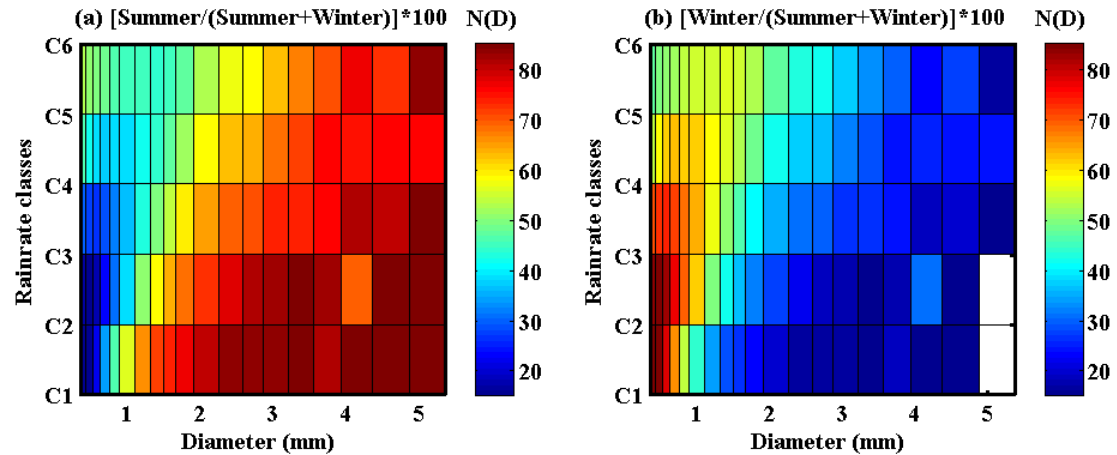 (a) [Summer/(Summer+Winter)]*100 N(D)
C6
C5
C4
C3
C2
C1
Rainrate classes
1 2 3 4 5
Diameter (mm)
80
70
60
50
40
30
20
(b) [Winter/(Summer+Winter)]*100 N(D)
C6
C5
C4
C3
C2
C1
Rainrate classes
1 2 3 4 5
Diameter (mm)
80
70
60
50
40
30
20